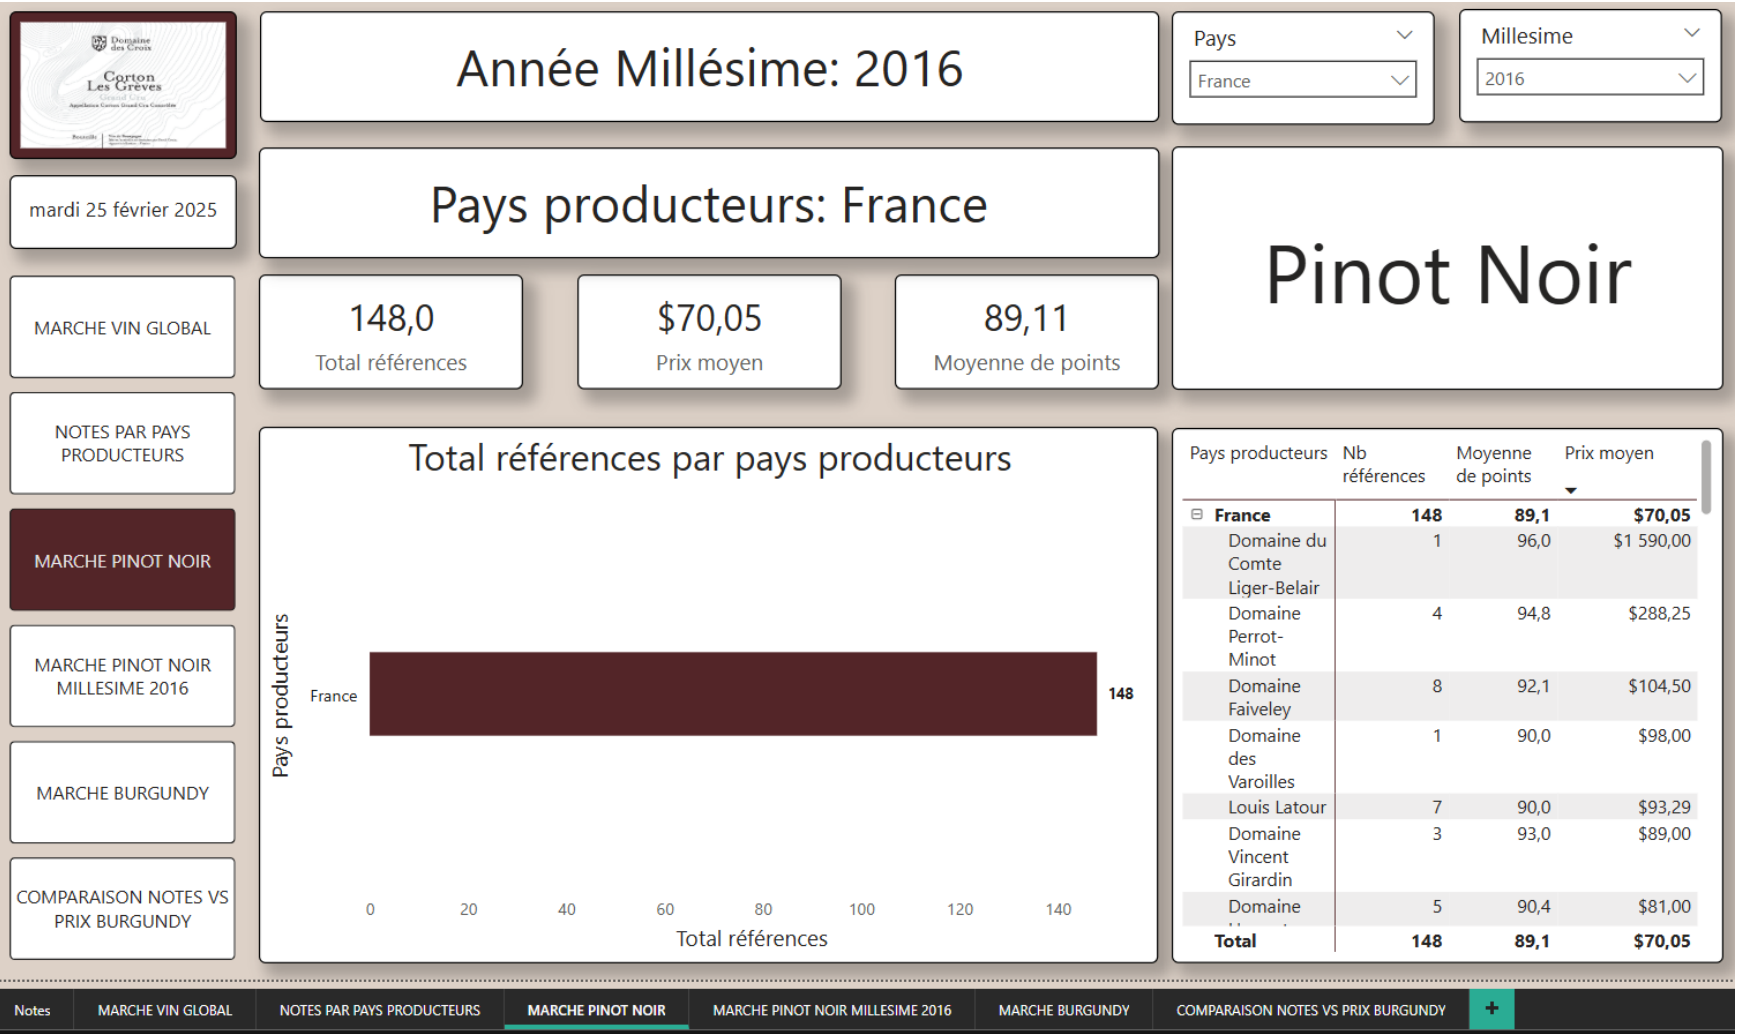 Domaine
des Croix
Corton
Les Grèves
Grand Cru
Appellation Corton Grand Cru Contrôlée
Année Millésime: 2016
Pays
France
Millesime
2016
mardi 25 février 2025
Pays producteurs: France
Pinot Noir
148,0
Total références
$70,05
Prix moyen
89,11
Moyenne de points
MARCHE VIN GLOBAL
NOTES PAR PAYS
PRODUCTEURS
MARCHE PINOT NOIR
MARCHE PINOT NOIR
MILLESIME 2016
MARCHE BURGUNDY
COMPARAISON NOTES VS
PRIX BURGUNDY
Total références par pays producteurs
Pays producteurs
France
148
0 20 40 60 80 100 120 140
Total références
Pays producteurs Nb références Moyenne de points Prix moyen
France 148 89,1 $70,05
Domaine du Comte Liger-Belair 1 96,0 $1 590,00
Domaine Perrot-Minot 4 94,8 $288,25
Domaine Faiveley 8 92,1 $104,50
Domaine des Varoilles 1 90,0 $98,00
Louis Latour 7 90,0 $93,29
Domaine Vincent Girardin 3 93,0 $89,00
Domaine 5 90,4 $81,00
Total 148 89,1 $70,05
Notes MARCHE VIN GLOBAL NOTES PAR PAYS PRODUCTEURS MARCHE PINOT NOIR MARCHE PINOT NOIR MILLESIME 2016 MARCHE BURGUNDY COMPARAISON NOTES VS PRIX BURGUNDY +